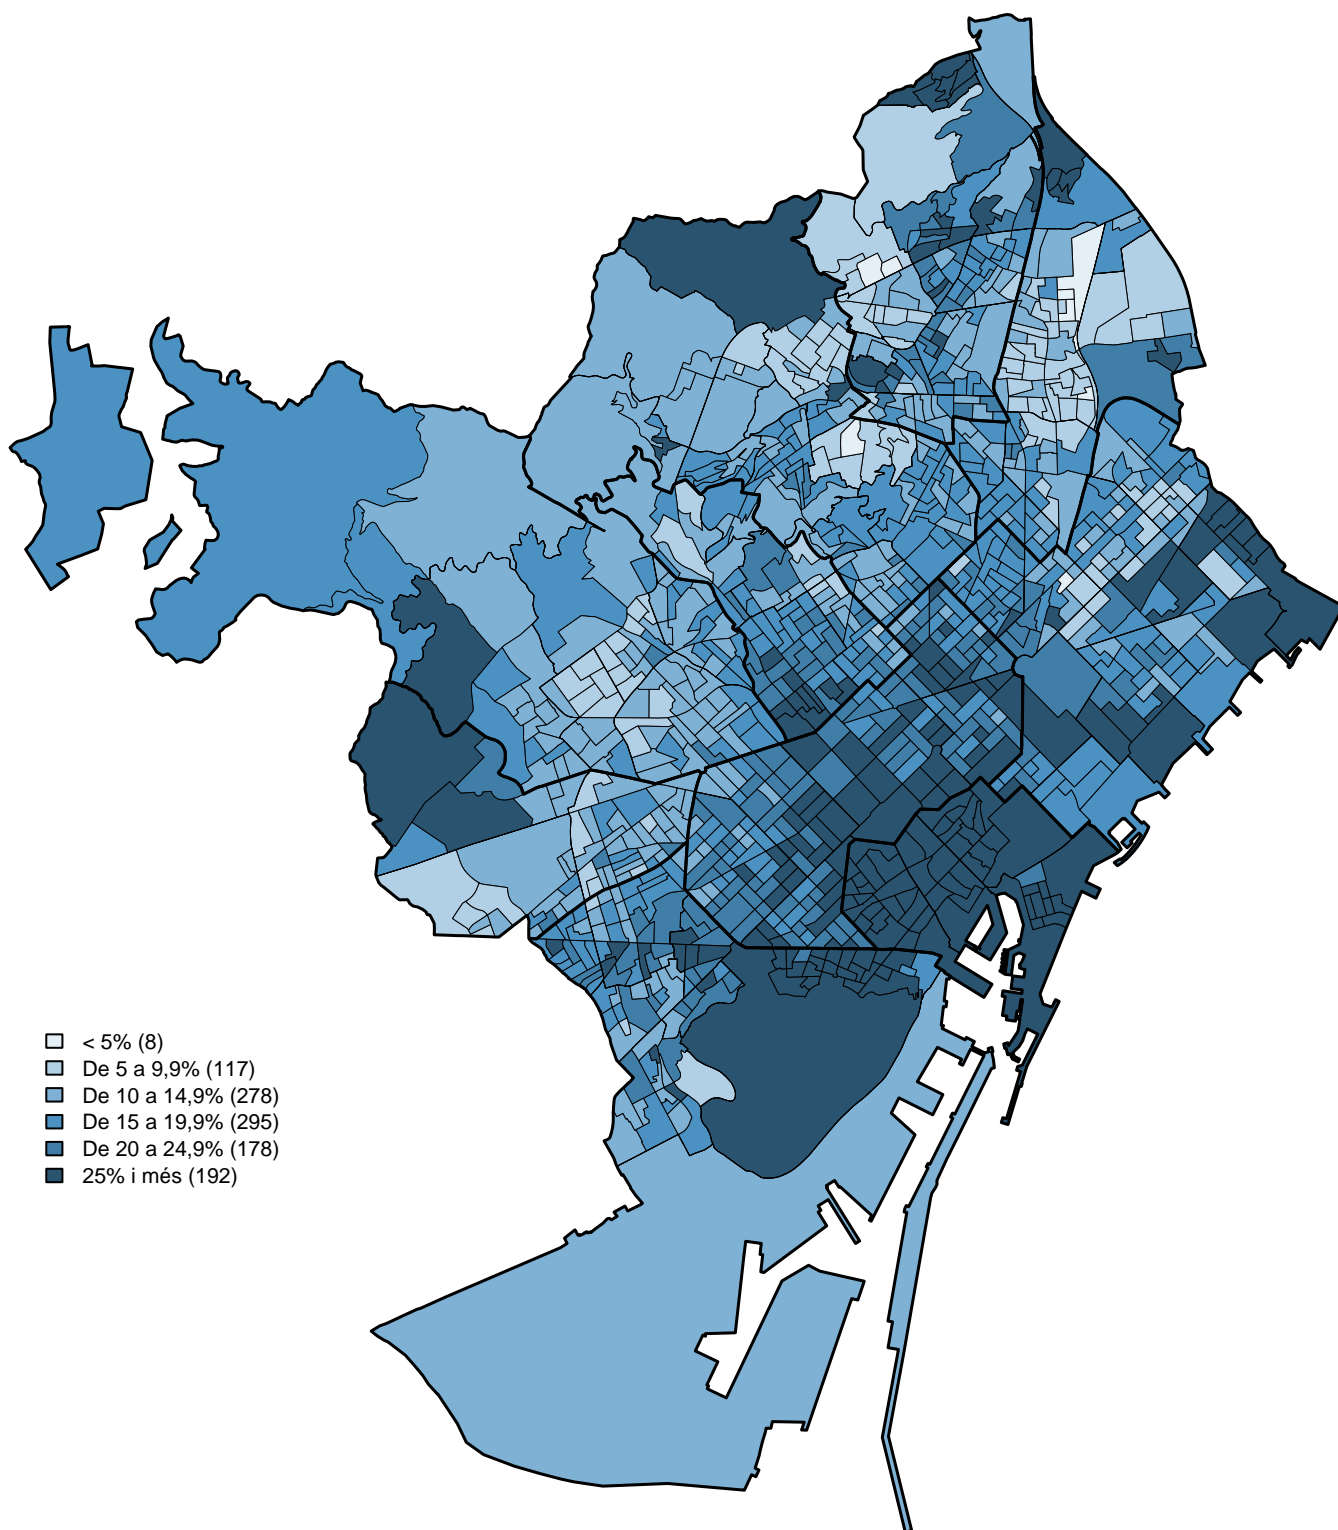 < 5% (8)
De 5 a 9,9% (117)
De 10 a 14,9% (278)
De 15 a 19,9% (295)
De 20 a 24,9% (178)
25% i més (192)